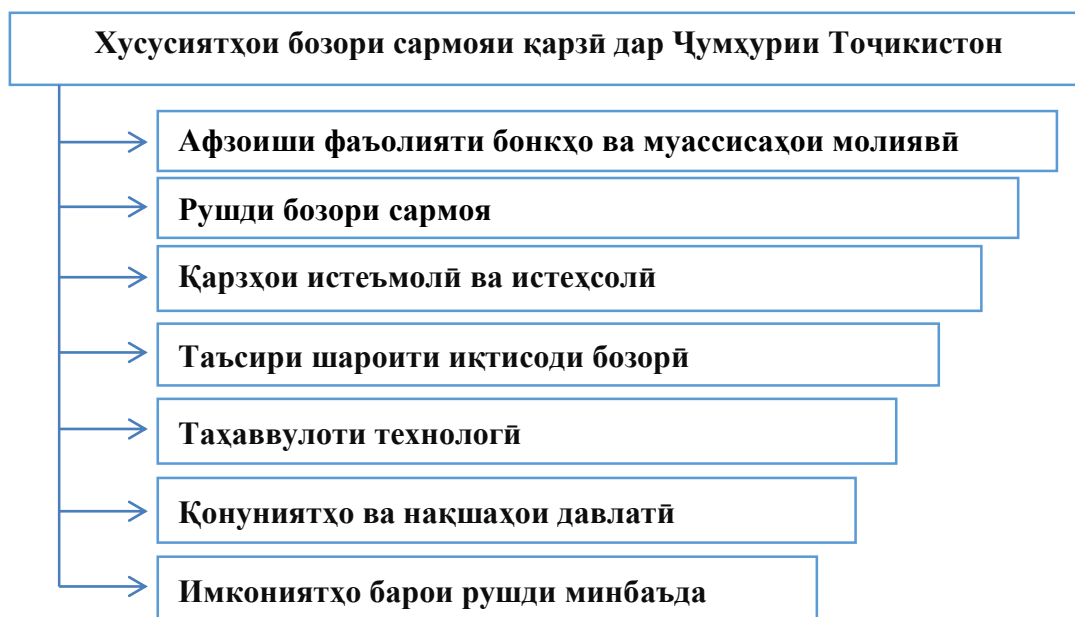 Хусусиятҳои бозори сармояи қарзӣ дар Ҷумҳурии Тоҷикистон
Афзоиши фаъолияти бонкҳо ва муассисаҳои молиявӣ
Рушди бозори сармоя
Қарзҳои истеъмолӣ ва истеҳсолӣ
Таъсири шароити иқтисоди бозорӣ
Таҳаввулоти технологӣ
Қонуниятҳо ва нақшаҳои давлатӣ
Имкониятҳо барои рушди минбаъда